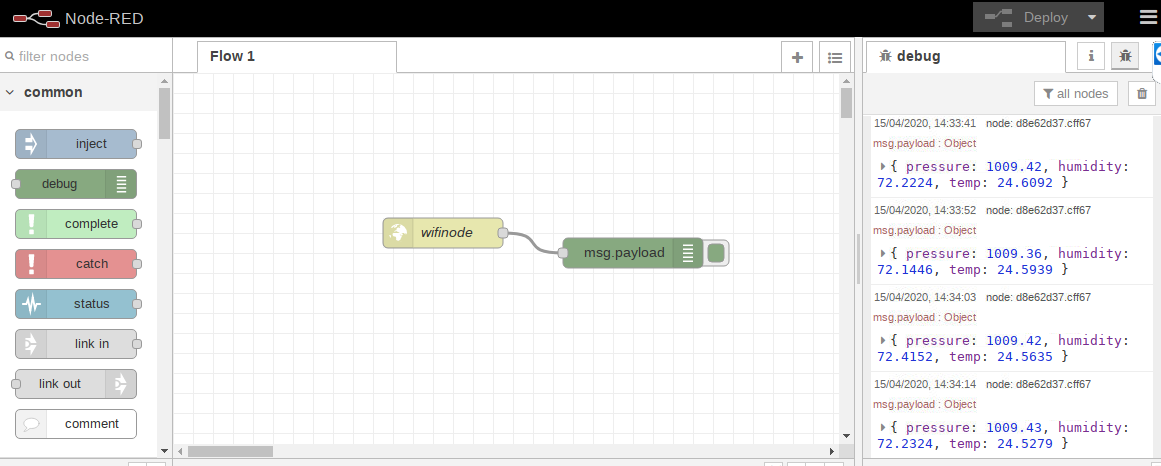 Node-RED
Deploy
filter nodes
Flow 1
debug
i
common
all nodes
inject
debug
complete
catch
status
link in
link out
comment
wifinode
msg.payload
15/04/2020, 14:33:41 node: d8e62d37.cff67
msg.payload : Object
{ pressure: 1009.42, humidity:
72.2224, temp: 24.6092 }
15/04/2020, 14:33:52 node: d8e62d37.cff67
msg.payload : Object
{ pressure: 1009.36, humidity:
72.1446, temp: 24.5939 }
15/04/2020, 14:34:03 node: d8e62d37.cff67
msg.payload : Object
{ pressure: 1009.42, humidity:
72.4152, temp: 24.5635 }
15/04/2020, 14:34:14 node: d8e62d37.cff67
msg.payload : Object
{ pressure: 1009.43, humidity:
72.2324, temp: 24.5279 }